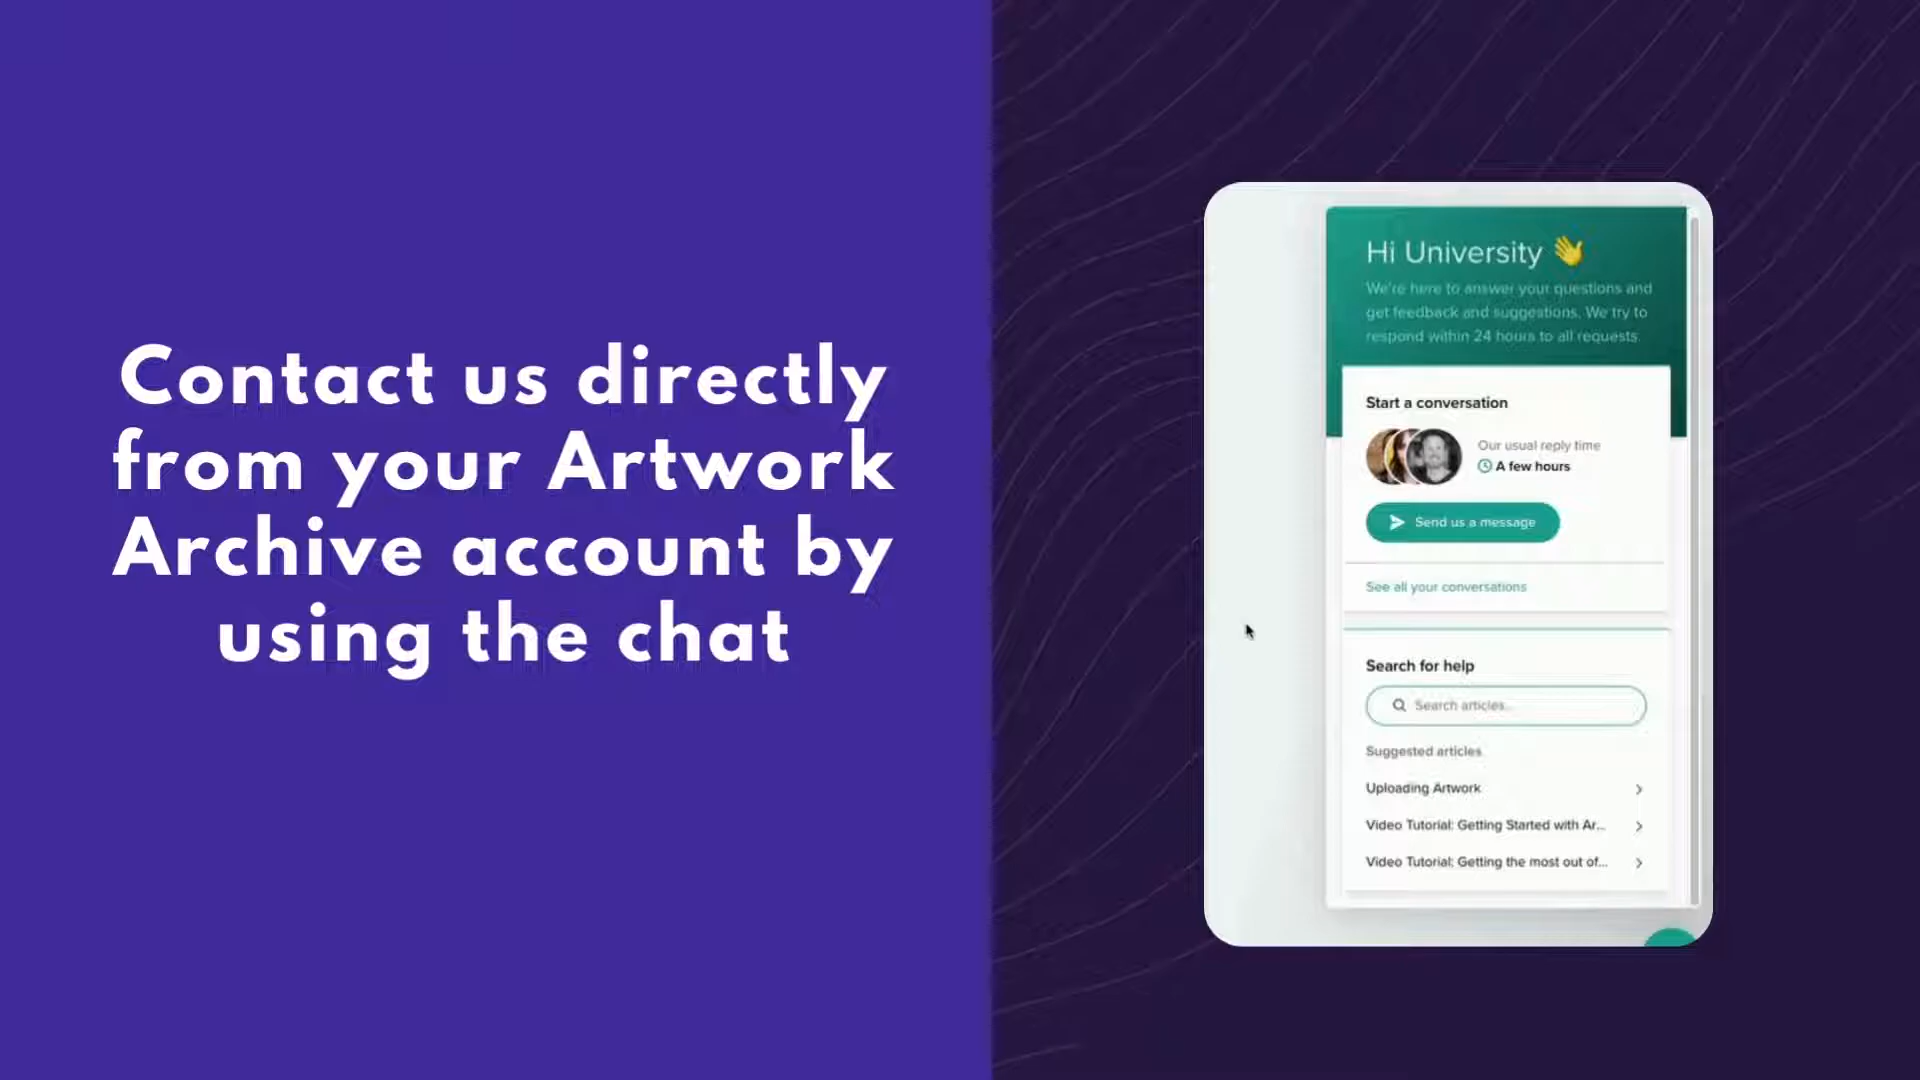 Contact us directly
from your Artwork
Archive account by
using the chat
Hi University 👋
We're here to answer your questions and
get feedback and suggestions. We try to
respond within 24 hours to all requests.
Start a conversation
Our usual reply time
A few hours
Send us a message
See all your conversations
Search for help
Search articles...
Suggested articles
Uploading Artwork
Video Tutorial: Getting Started with Ar...
Video Tutorial: Getting the most out of...